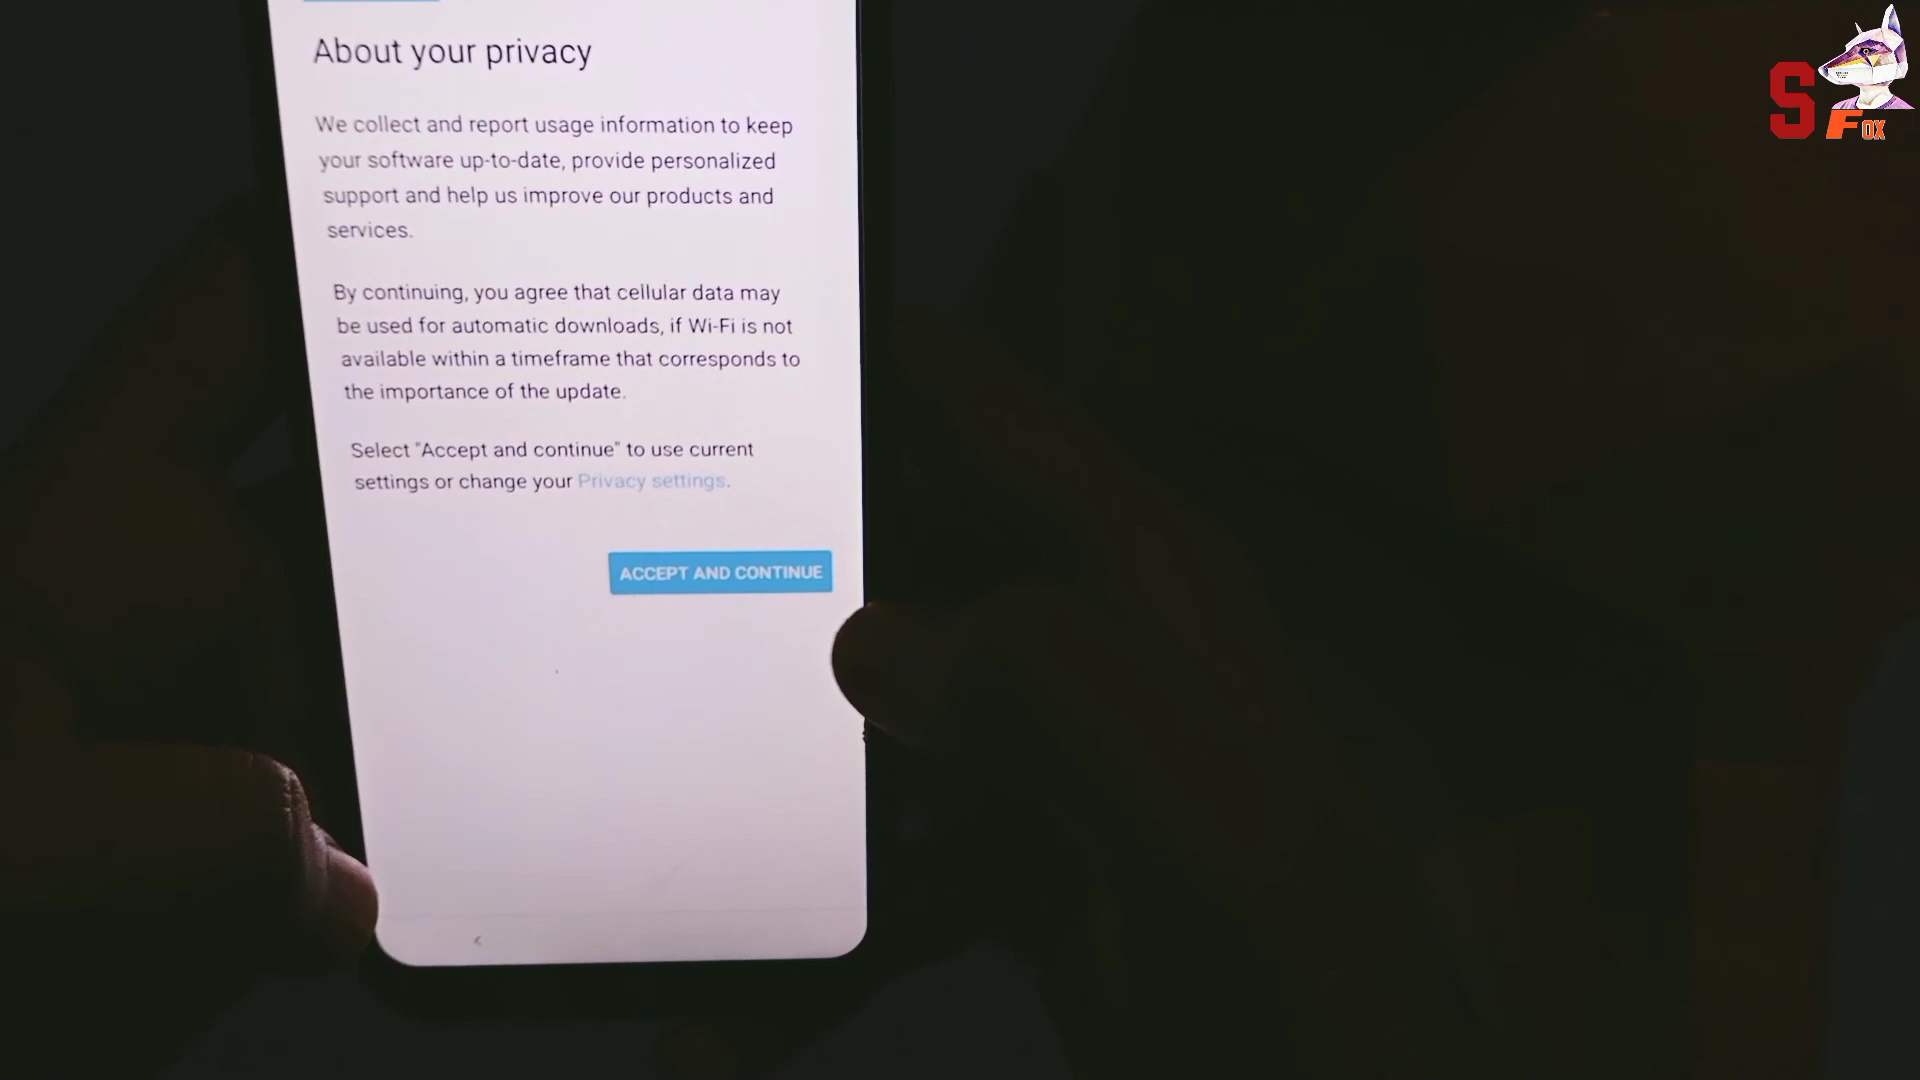 About your privacy
We collect and report usage information to keep
your software up-to-date, provide personalized
support and help us improve our products and
services.
By continuing, you agree that cellular data may
be used for automatic downloads, if Wi-Fi is not
available within a timeframe that corresponds to
the importance of the update.
Select "Accept and continue" to use current
settings or change your Privacy settings.
ACCEPT AND CONTINUE
S
Fox